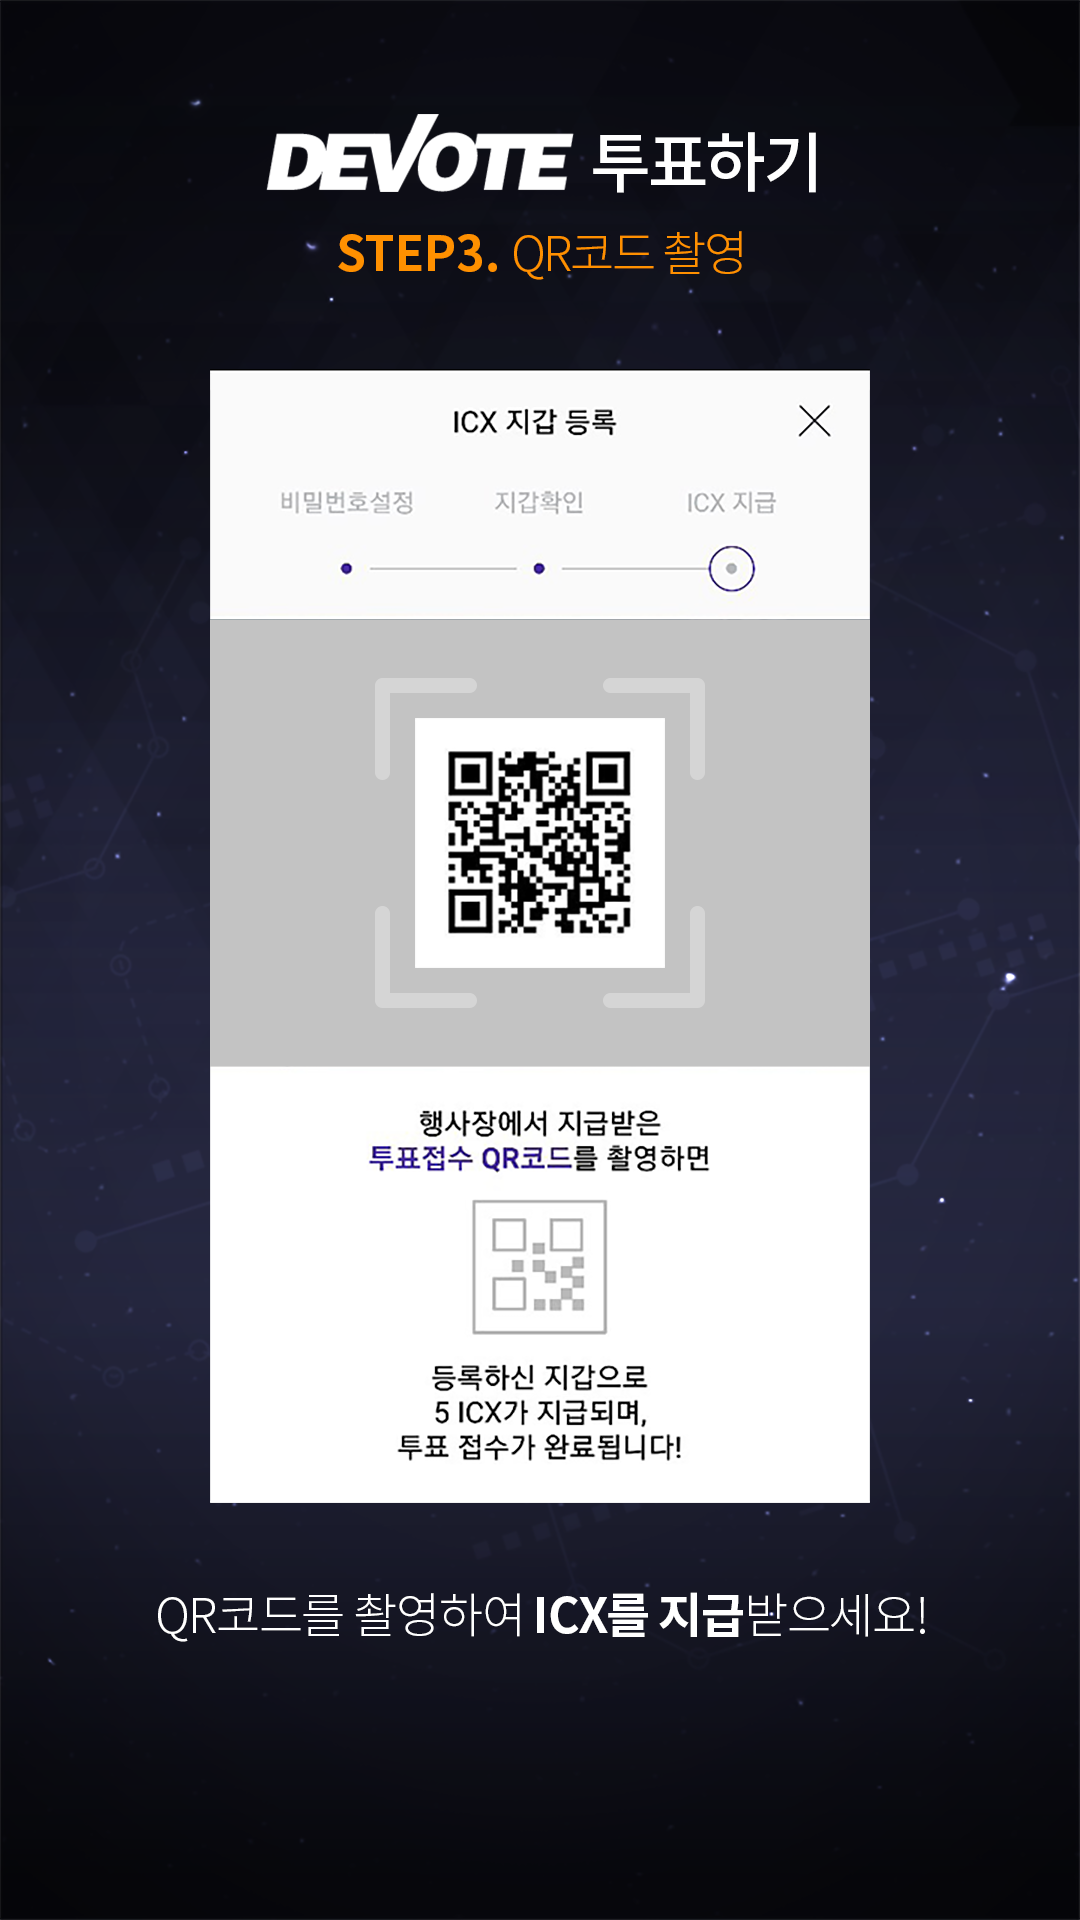 DEVOTE 투표하기
STEP3. QR코드 촬영
ICX 지갑 등록
비밀번호설정 지갑확인 ICX 지급
행사장에서 지급받은
투표접수 QR코드를 촬영하면
등록하신 지갑으로
5 ICX가 지급되며,
투표 접수가 완료됩니다!
QR코드를 촬영하여 ICX를 지급받으세요!